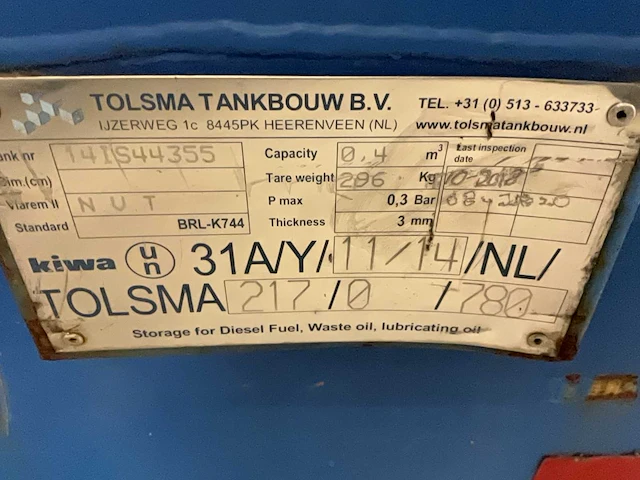 TOLSMA TANKBOUW B.V. TEL. +31 (0) 513 - 633733
IJZERWEG 1c 8445PK HEERENVEEN (NL) www.tolsmatankbouw.nl
ank nr 141S44355 Capacity 0,4 m³ Last inspection date
im.(cm) Tare weight 296 Kg 10-2018
Vlarem II NUT P max 0,3 Bar
Standard BRL-K744 Thickness 3 mm
kiwa un 31A/Y/ 11/14 /NL/
TOLSMA 217 /0 /780
Storage for Diesel Fuel, Waste oil, lubricating oil